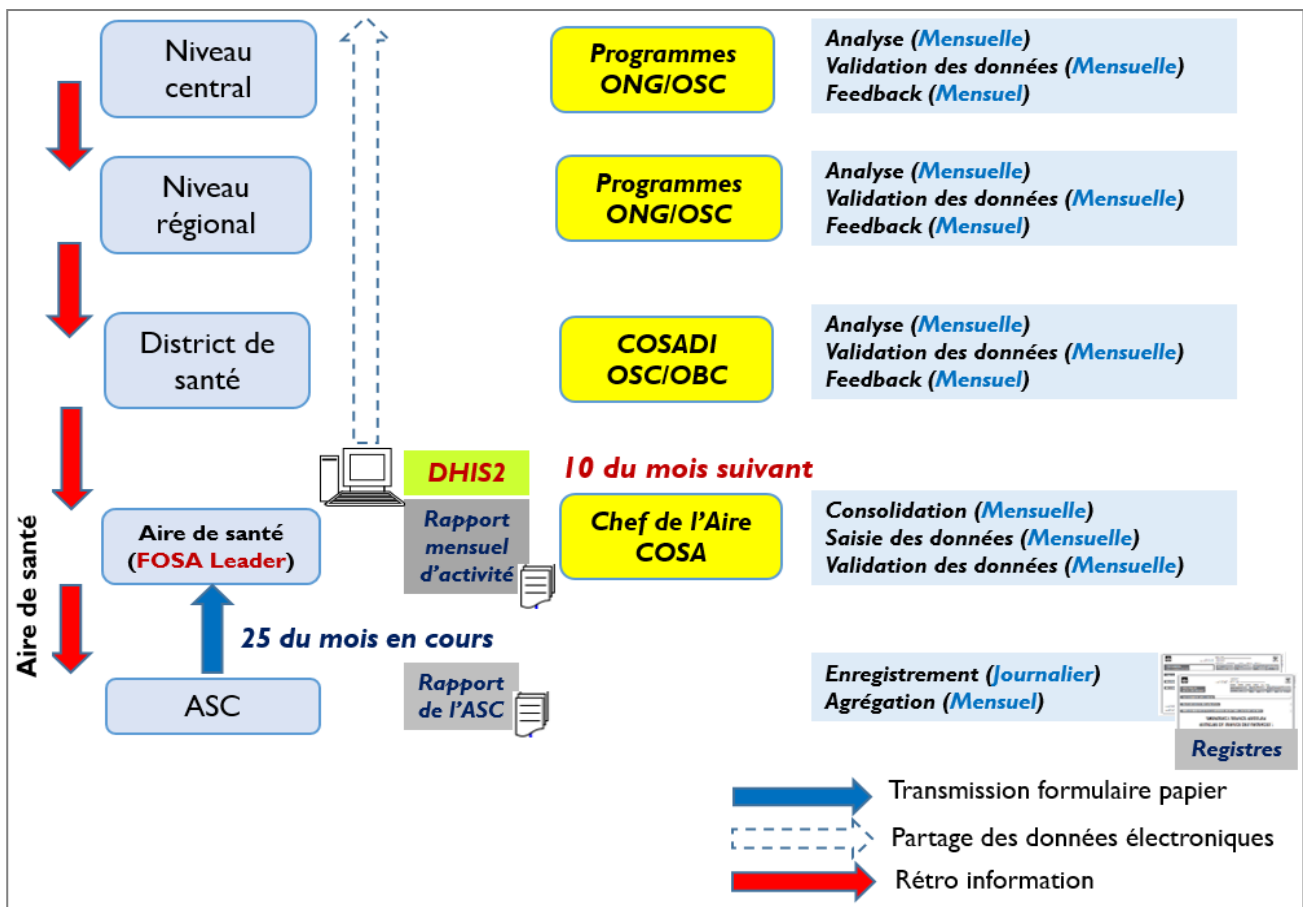 Niveau
central
Programmes
ONG/OSC
Analyse (Mensuelle)
Validation des données (Mensuelle)
Feedback (Mensuel)
Niveau
régional
Programmes
ONG/OSC
Analyse (Mensuelle)
Validation des données (Mensuelle)
Feedback (Mensuel)
District de
santé
COSADI
OSC/OBC
Analyse (Mensuelle)
Validation des données (Mensuelle)
Feedback (Mensuel)
DHIS2
10 du mois suivant
Aire de santé
Aire de santé
(FOSA Leader)
Rapport
mensuel
d’activité
Chef de l’Aire
COSA
Consolidation (Mensuelle)
Saisie des données (Mensuelle)
Validation des données (Mensuelle)
25 du mois en cours
ASC
Rapport
de l’ASC
Enregistrement (Journalier)
Agrégation (Mensuel)
Registres
Transmission formulaire papier
Partage des données électroniques
Rétro information